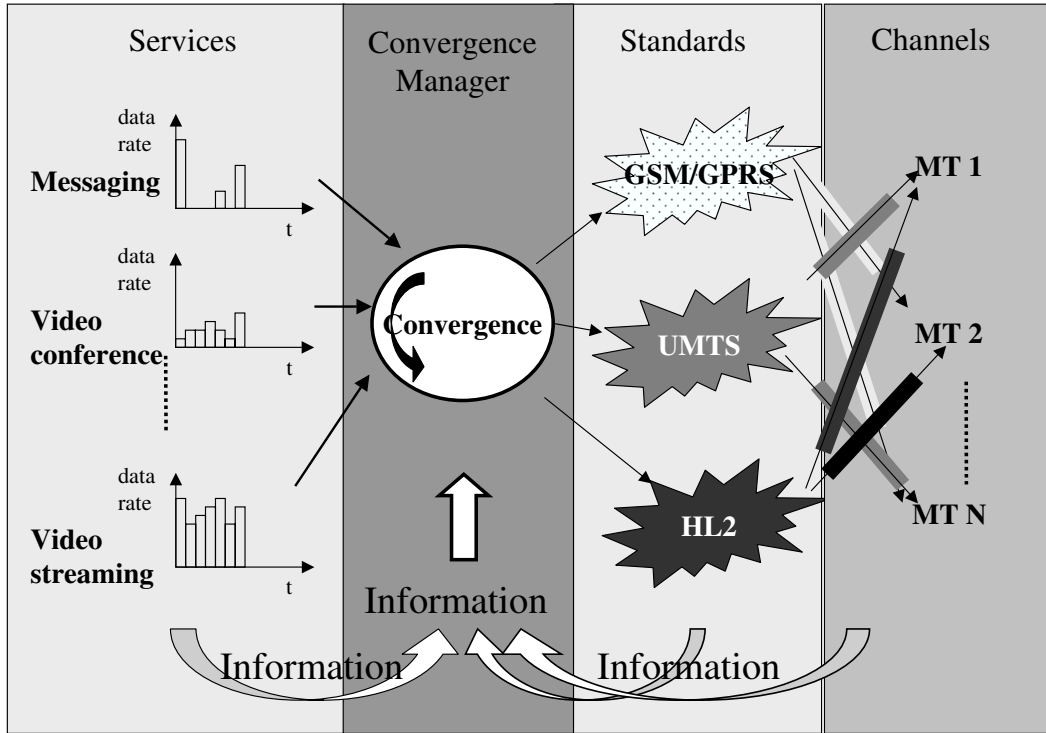 Services
Convergence
Manager
Standards
Channels
data
rate
Messaging
t
data
rate
Video
conference
t
data
rate
Video
streaming
t
Convergence
GSM/GPRS
UMTS
HL2
MT 1
MT 2
MT N
Information
Information
Information